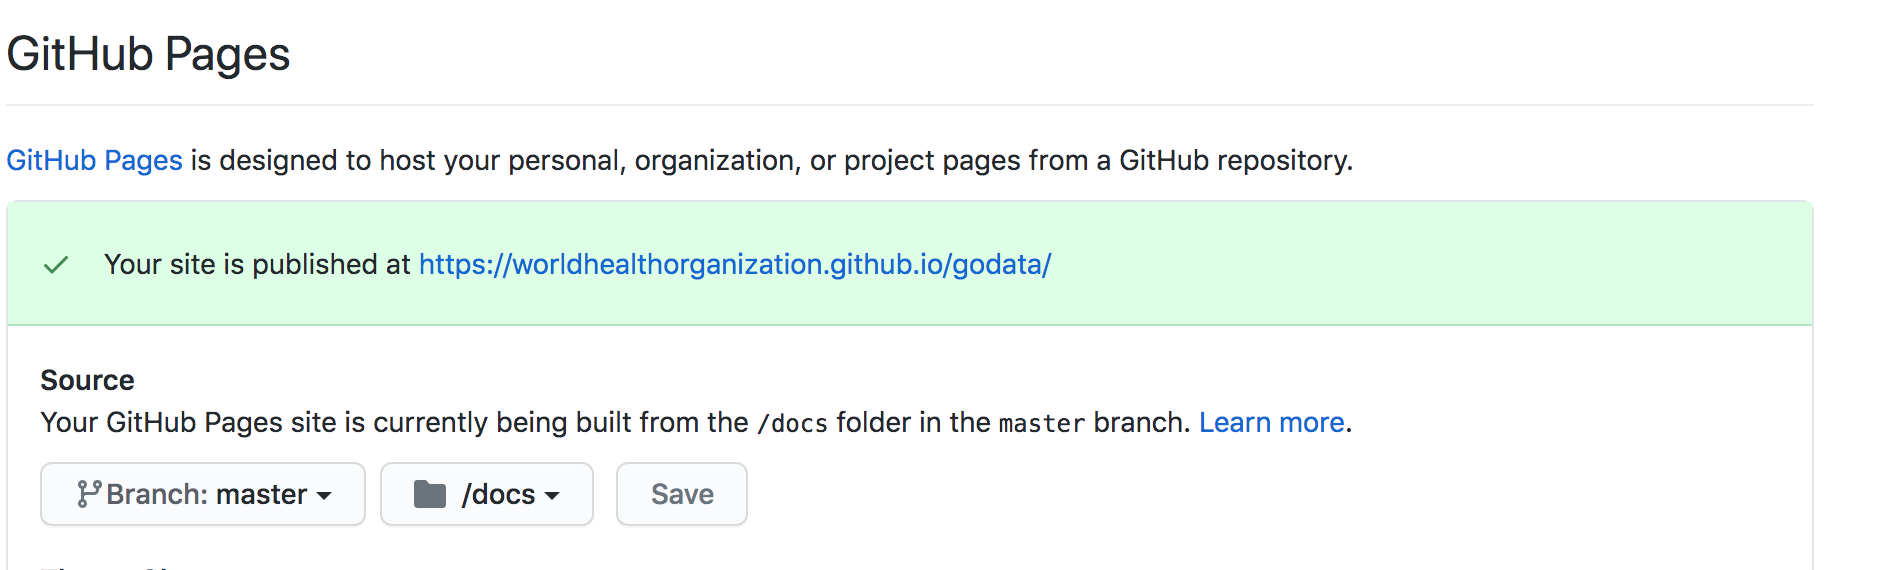 GitHub Pages
GitHub Pages is designed to host your personal, organization, or project pages from a GitHub repository.
Your site is published at https://worldhealthorganization.github.io/godata/
Source
Your GitHub Pages site is currently being built from the /docs folder in the master branch. Learn more.
Branch: master /docs Save